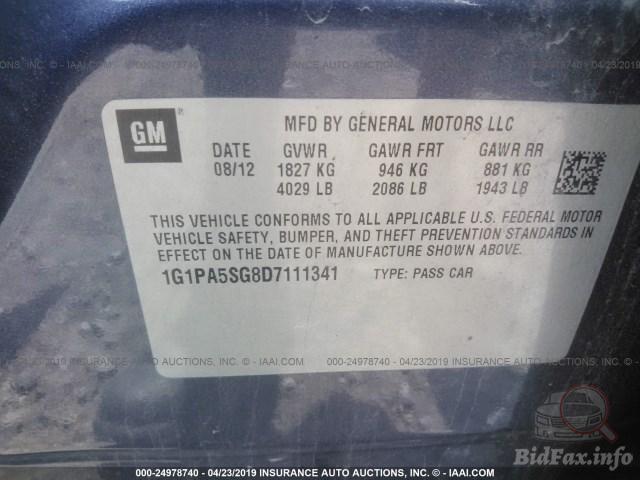 GM
MFD BY GENERAL MOTORS LLC
DATE GVWR GAWR FRT GAWR RR
08/12 1827 KG 946 KG 881 KG
4029 LB 2086 LB 1943 LB
THIS VEHICLE CONFORMS TO ALL APPLICABLE U.S. FEDERAL MOTOR
VEHICLE SAFETY, BUMPER, AND THEFT PREVENTION STANDARDS IN
EFFECT ON THE DATE OF MANUFACTURE SHOWN ABOVE.
1G1PA5SG8D7111341 TYPE: PASS CAR
000-24978740 - 04/23/2019 INSURANCE AUTO AUCTIONS, INC. © - IAAI.COM
BidFax.info